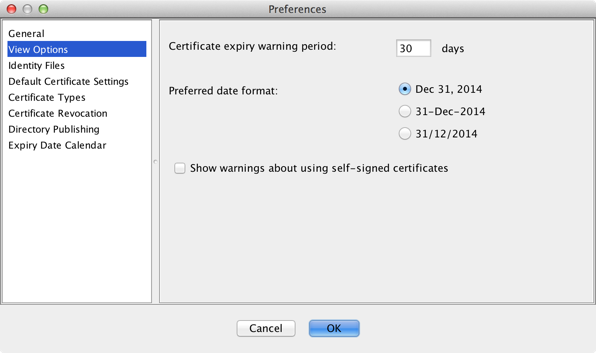 Preferences
General
View Options
Identity Files
Default Certificate Settings
Certificate Types
Certificate Revocation
Directory Publishing
Expiry Date Calendar
Certificate expiry warning period: 30 days
Preferred date format: Dec 31, 2014
31-Dec-2014
31/12/2014
Show warnings about using self-signed certificates
Cancel OK